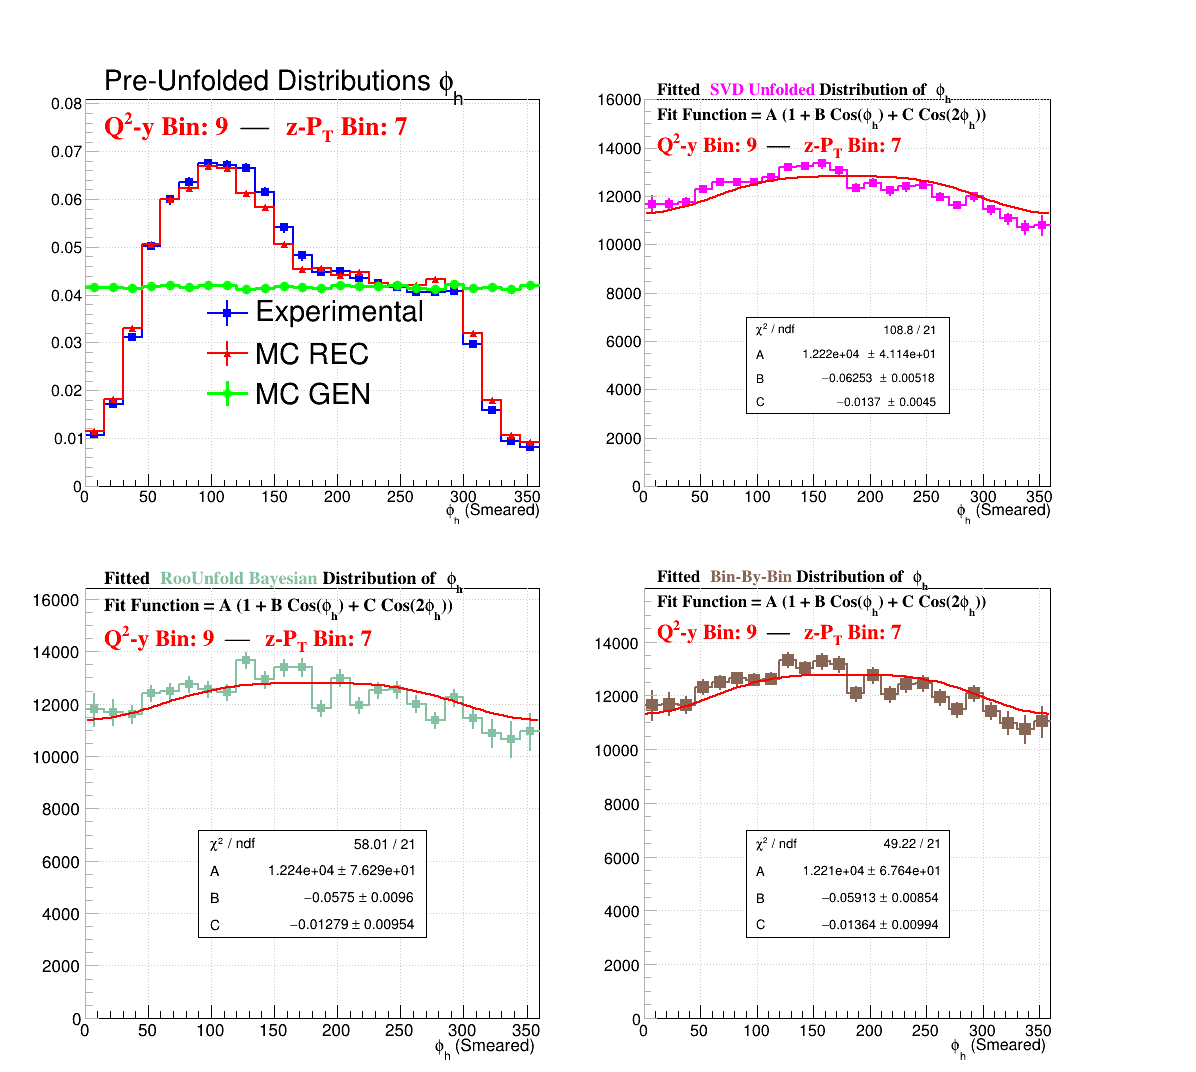 Pre-Unfolded Distributions ϕh
Q²-y Bin: 9 — z-PT Bin: 7
0.08
0.07
0.06
0.05
0.04
0.03
0.02
0.01
0
Experimental
MC REC
MC GEN
0 50 100 150 200 250 300 350
ϕh (Smeared)
Fitted SVD Unfolded Distribution of ϕh
Fit Function = A (1 + B Cos(ϕh) + C Cos(2ϕh))
Q²-y Bin: 9 — z-PT Bin: 7
16000
14000
12000
10000
8000
6000
4000
2000
0
χ² / ndf 108.8 / 21
A 1.222e+04 ± 4.114e+01
B −0.06253 ± 0.00518
C −0.0137 ± 0.0045
0 50 100 150 200 250 300 350
ϕh (Smeared)
Fitted RooUnfold Bayesian Distribution of ϕh
Fit Function = A (1 + B Cos(ϕh) + C Cos(2ϕh))
Q²-y Bin: 9 — z-PT Bin: 7
16000
14000
12000
10000
8000
6000
4000
2000
0
χ² / ndf 58.01 / 21
A 1.224e+04 ± 7.629e+01
B −0.0575 ± 0.0096
C −0.01279 ± 0.00954
0 50 100 150 200 250 300 350
ϕh (Smeared)
Fitted Bin-By-Bin Distribution of ϕh
Fit Function = A (1 + B Cos(ϕh) + C Cos(2ϕh))
Q²-y Bin: 9 — z-PT Bin: 7
14000
12000
10000
8000
6000
4000
2000
0
χ² / ndf 49.22 / 21
A 1.221e+04 ± 6.764e+01
B −0.05913 ± 0.00854
C −0.01364 ± 0.00994
0 50 100 150 200 250 300 350
ϕh (Smeared)